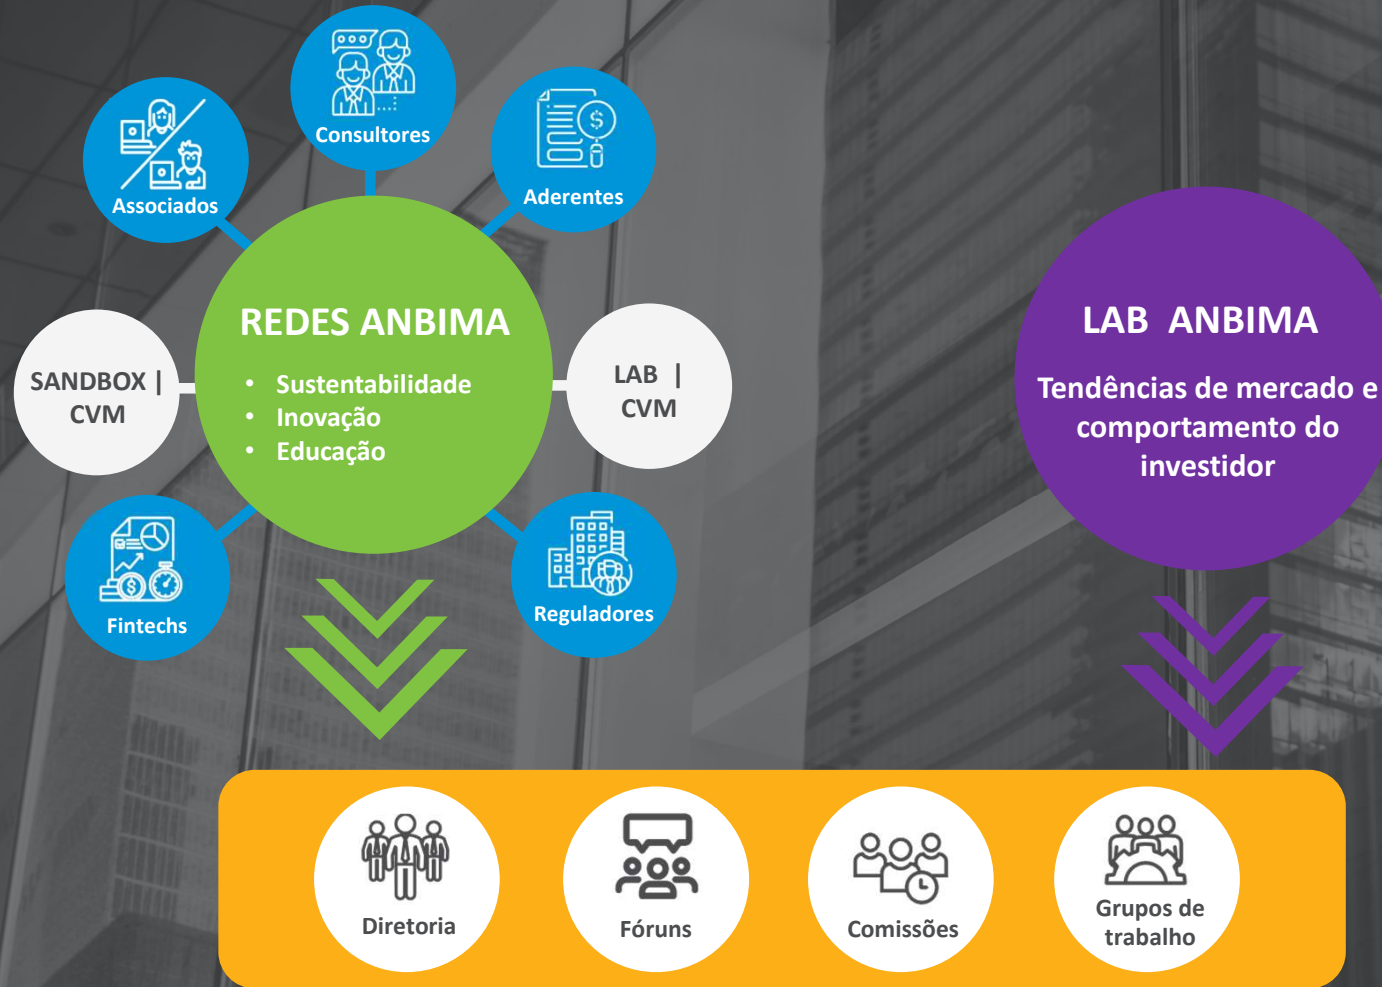 Consultores
Associados
Aderentes
REDES ANBIMA
• Sustentabilidade
• Inovação
• Educação
SANDBOX |
CVM
LAB |
CVM
Fintechs
Reguladores
LAB ANBIMA
Tendências de mercado e
comportamento do
investidor
Diretoria
Fóruns
Comissões
Grupos de
trabalho